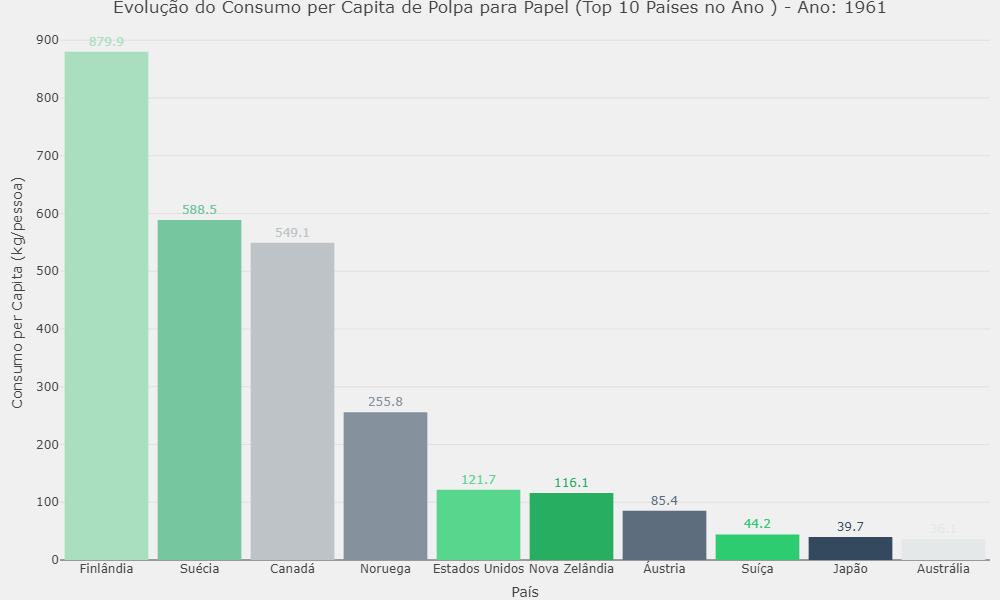 Evolução do Consumo per Capita de Polpa para Papel (Top 10 Países no Ano ) - Ano: 1961
Consumo per Capita (kg/pessoa)
900
800
700
600
500
400
300
200
100
0
879.9
588.5
549.1
255.8
121.7
116.1
85.4
44.2
39.7
36.1
Finlândia
Suécia
Canadá
Noruega
Estados Unidos
Nova Zelândia
Áustria
Suíça
Japão
Austrália
País